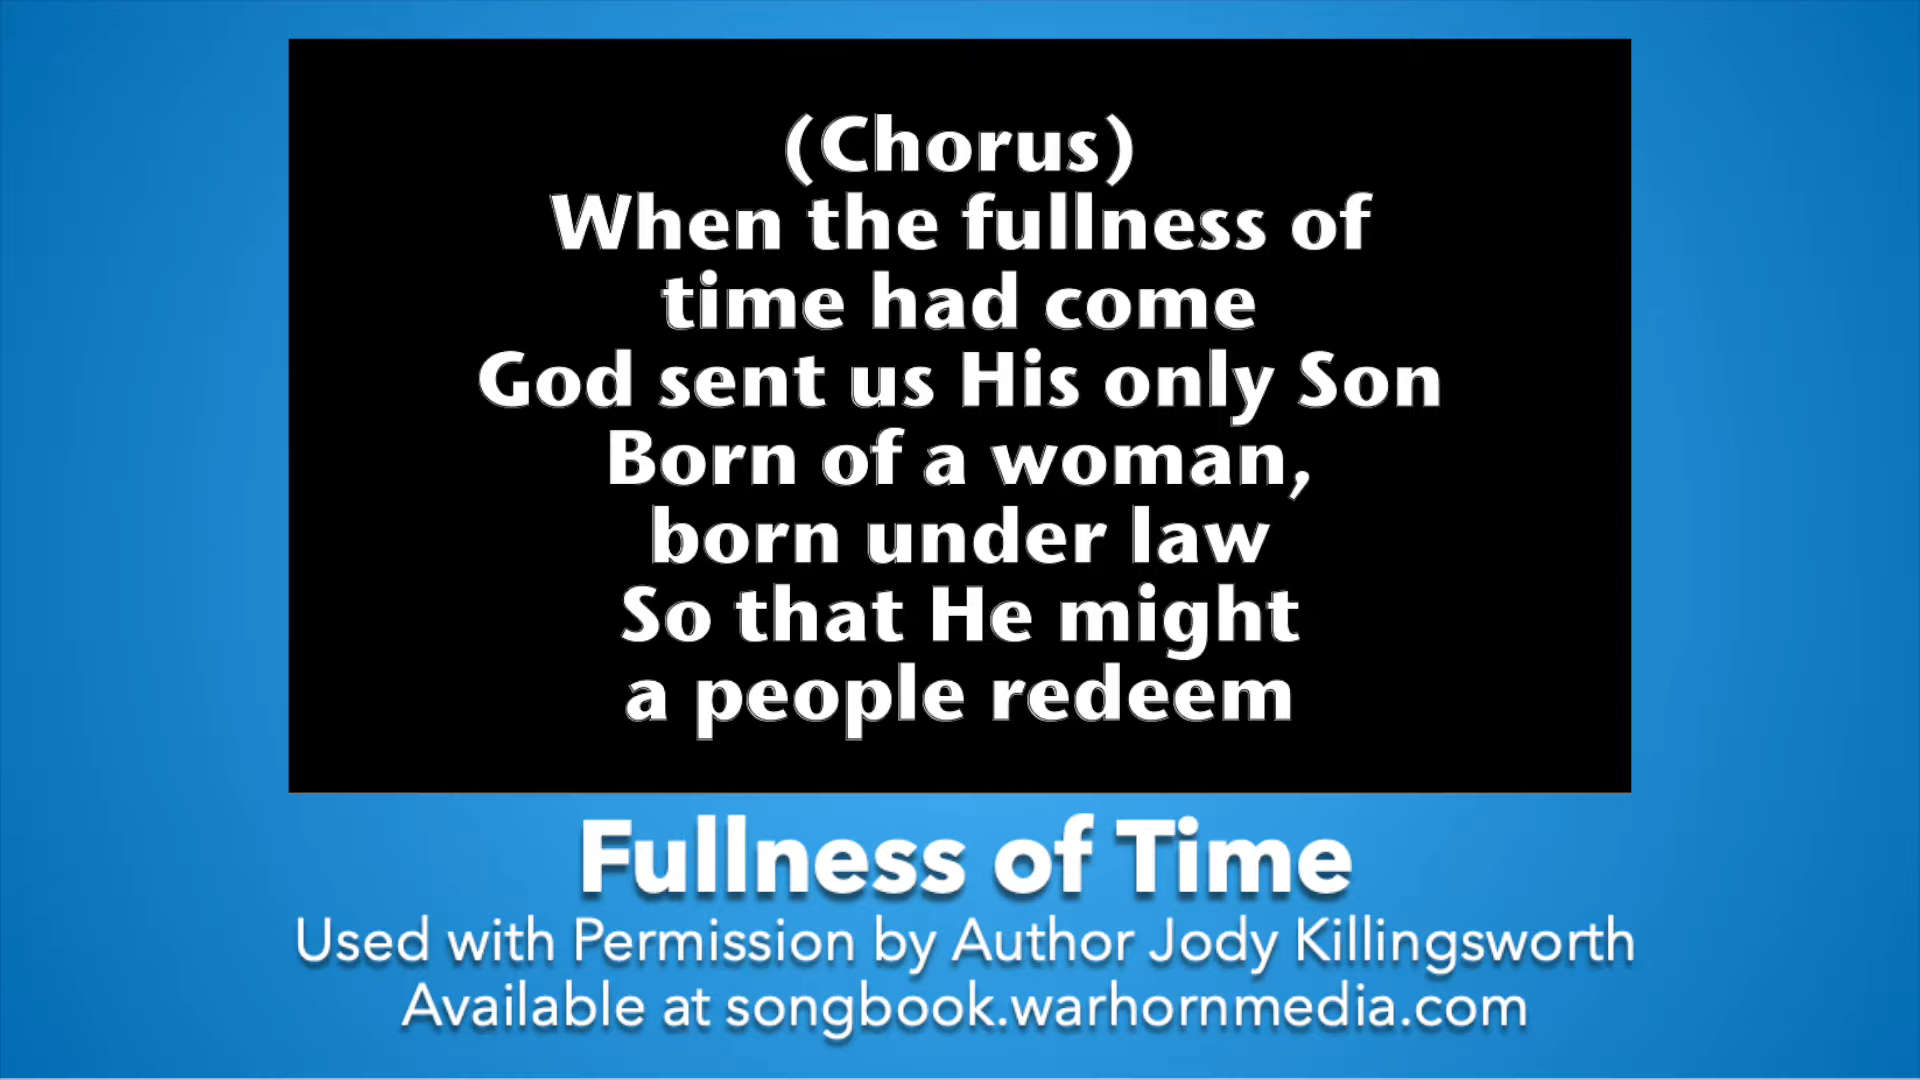 (Chorus)
When the fullness of
time had come
God sent us His only Son
Born of a woman,
born under law
So that He might
a people redeem
Fullness of Time
Used with Permission by Author Jody Killingsworth
Available at songbook.warhornmedia.com